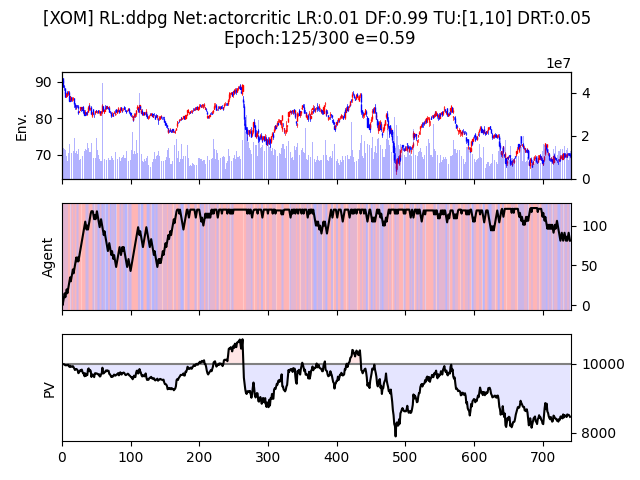 [XOM] RL:ddpg Net:actorcritic LR:0.01 DF:0.99 TU:[1,10] DRT:0.05
Epoch:125/300 e=0.59
1e7
90
80
70
Env.
4
2
0
Agent
100
50
0
PV
10000
8000
0 100 200 300 400 500 600 700